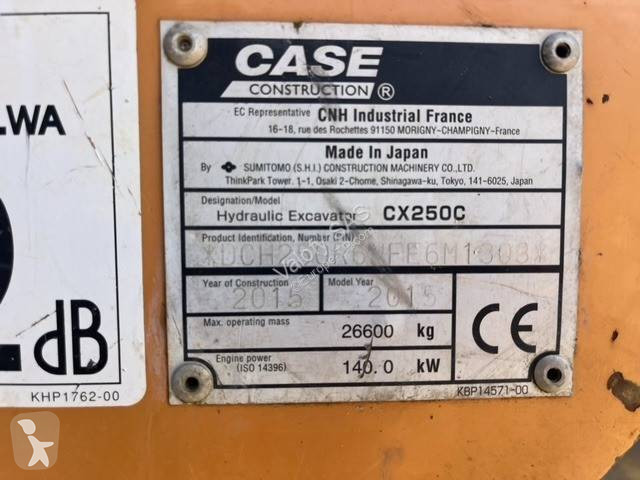 LWA
dB
KHP1762-00
CASE
CONSTRUCTION ®
EC Representative CNH Industrial France
16-18, rue des Rochettes 91150 MORIGNY-CHAMPIGNY-France
Made In Japan
By SUMITOMO (S.H.I.) CONSTRUCTION MACHINERY CO.,LTD.
ThinkPark Tower. 1-1, Osaki 2-Chome, Shinagawa-ku, Tokyo, 141-6025, Japan
Designation/Model
Hydraulic Excavator CX250C
Product Identification, Number (PIN)
Year of Construction 2015 Model Year 2015
Max. operating mass 26600 kg
Engine power
(ISO 14396) 140.0 kW
CE
KBP14571-00